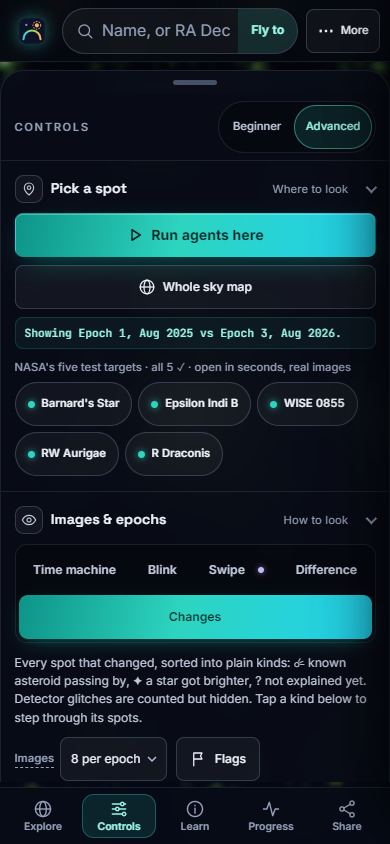 Name, or RA Dec
Fly to
More
CONTROLS
Beginner
Advanced
Pick a spot
Where to look
Run agents here
Whole sky map
Showing Epoch 1, Aug 2025 vs Epoch 3, Aug 2026.
NASA's five test targets · all 5 ✓ · open in seconds, real images
Barnard's Star
Epsilon Indi B
WISE 0855
RW Aurigae
R Draconis
Images & epochs
How to look
Time machine
Blink
Swipe
Difference
Changes
Every spot that changed, sorted into plain kinds: ☄ known
asteroid passing by, ✦ a star got brighter, ? not explained yet.
Detector glitches are counted but hidden. Tap a kind below to
step through its spots.
Images
8 per epoch
Flags
Explore
Controls
Learn
Progress
Share